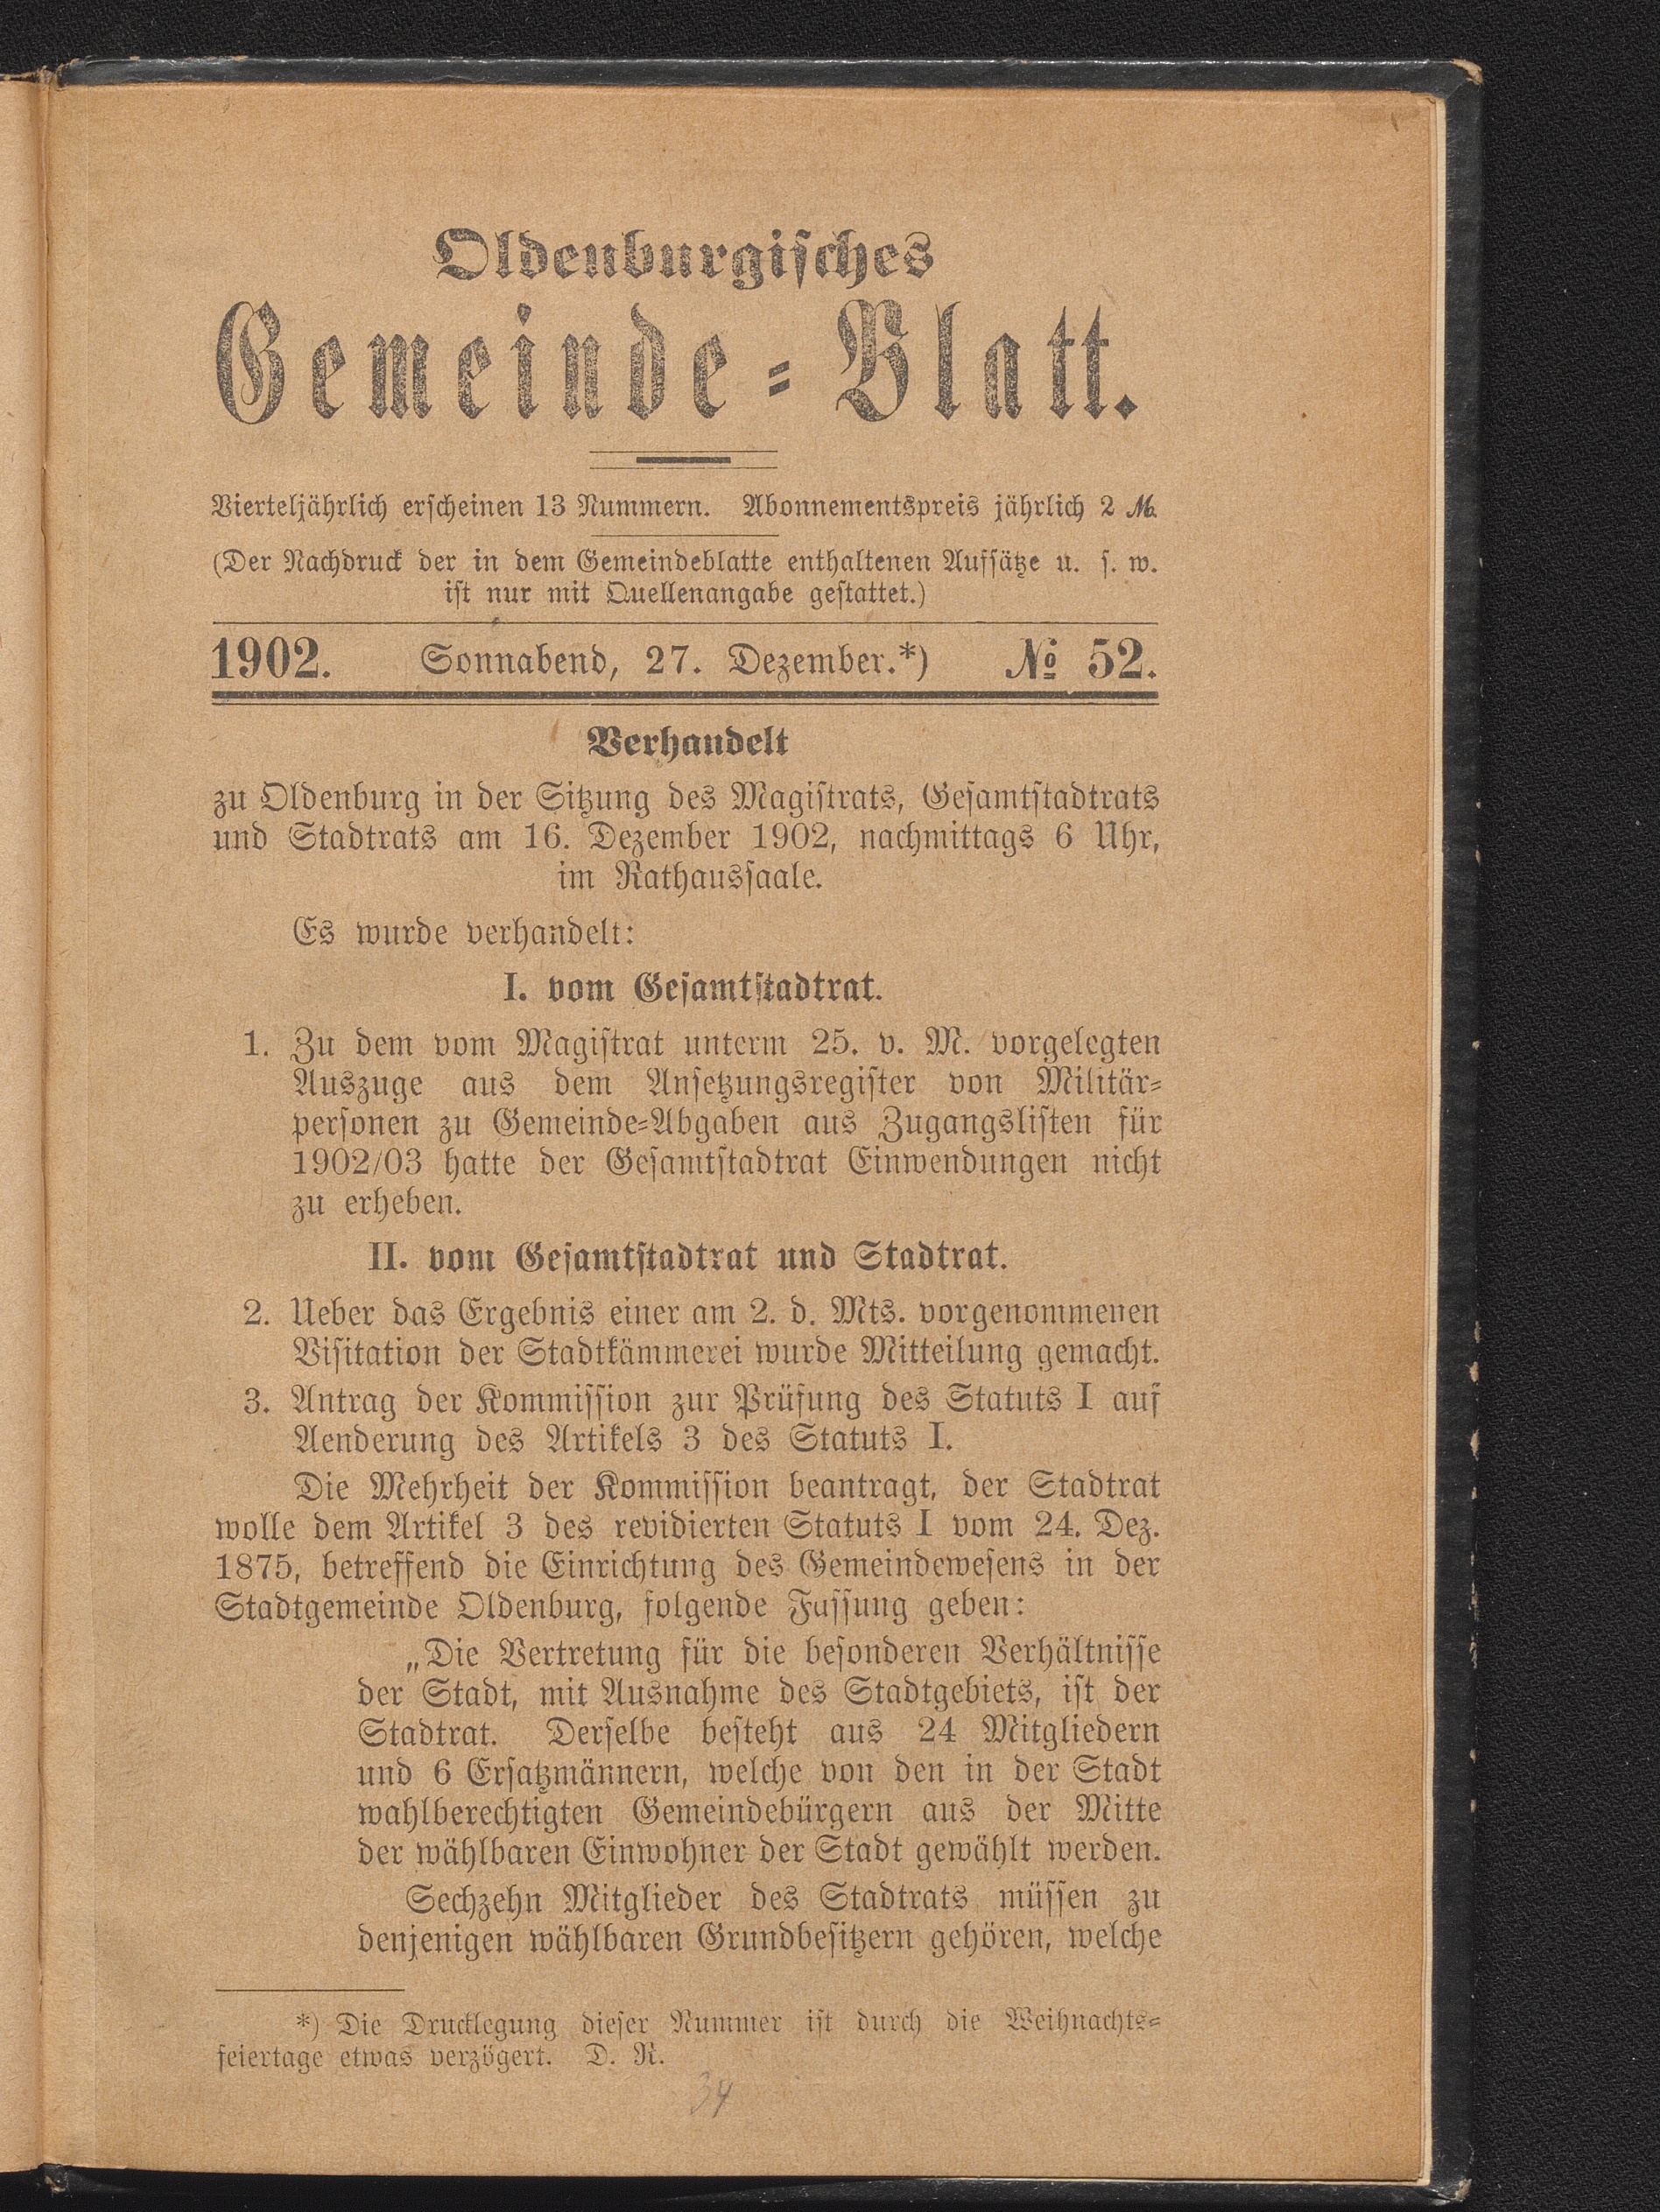 Oldenburgisches
Gemeinde-Blatt.
Vierteljährlich erscheinen 13 Nummern. Abonnementspreis jährlich 2 ℳ.
(Der Nachdruck der in dem Gemeindeblatte enthaltenen Aufsätze u. s. w.
ist nur mit Quellenangabe gestattet.)
1902. Sonnabend, 27. Dezember.*) № 52.
Verhandelt
zu Oldenburg in der Sitzung des Magistrats, Gesamtstadtrats
und Stadtrats am 16. Dezember 1902, nachmittags 6 Uhr,
im Rathaussaale.
Es wurde verhandelt:
I. vom Gesamtstadtrat.
1. Zu dem vom Magistrat unterm 25. v. M. vorgelegten
Auszuge aus dem Ansetzungsregister von Militär-
personen zu Gemeinde-Abgaben aus Zugangslisten für
1902/03 hatte der Gesamtstadtrat Einwendungen nicht
zu erheben.
II. vom Gesamtstadtrat und Stadtrat.
2. Ueber das Ergebnis einer am 2. d. Mts. vorgenommenen
Visitation der Stadtkämmerei wurde Mitteilung gemacht.
3. Antrag der Kommission zur Prüfung des Statuts I auf
Aenderung des Artikels 3 des Statuts I.
Die Mehrheit der Kommission beantragt, der Stadtrat
wolle dem Artikel 3 des revidierten Statuts I vom 24. Dez.
1875, betreffend die Einrichtung des Gemeindewesens in der
Stadtgemeinde Oldenburg, folgende Fassung geben:
„Die Vertretung für die besonderen Verhältnisse
der Stadt, mit Ausnahme des Stadtgebiets, ist der
Stadtrat. Derselbe besteht aus 24 Mitgliedern
und 6 Ersatzmännern, welche von den in der Stadt
wahlberechtigten Gemeindebürgern aus der Mitte
der wählbaren Einwohner der Stadt gewählt werden.
Sechzehn Mitglieder des Stadtrats müssen zu
denjenigen wählbaren Grundbesitzern gehören, welche
*) Die Drucklegung dieser Nummer ist durch die Weihnachts-
feiertage etwas verzögert. D. R.
34